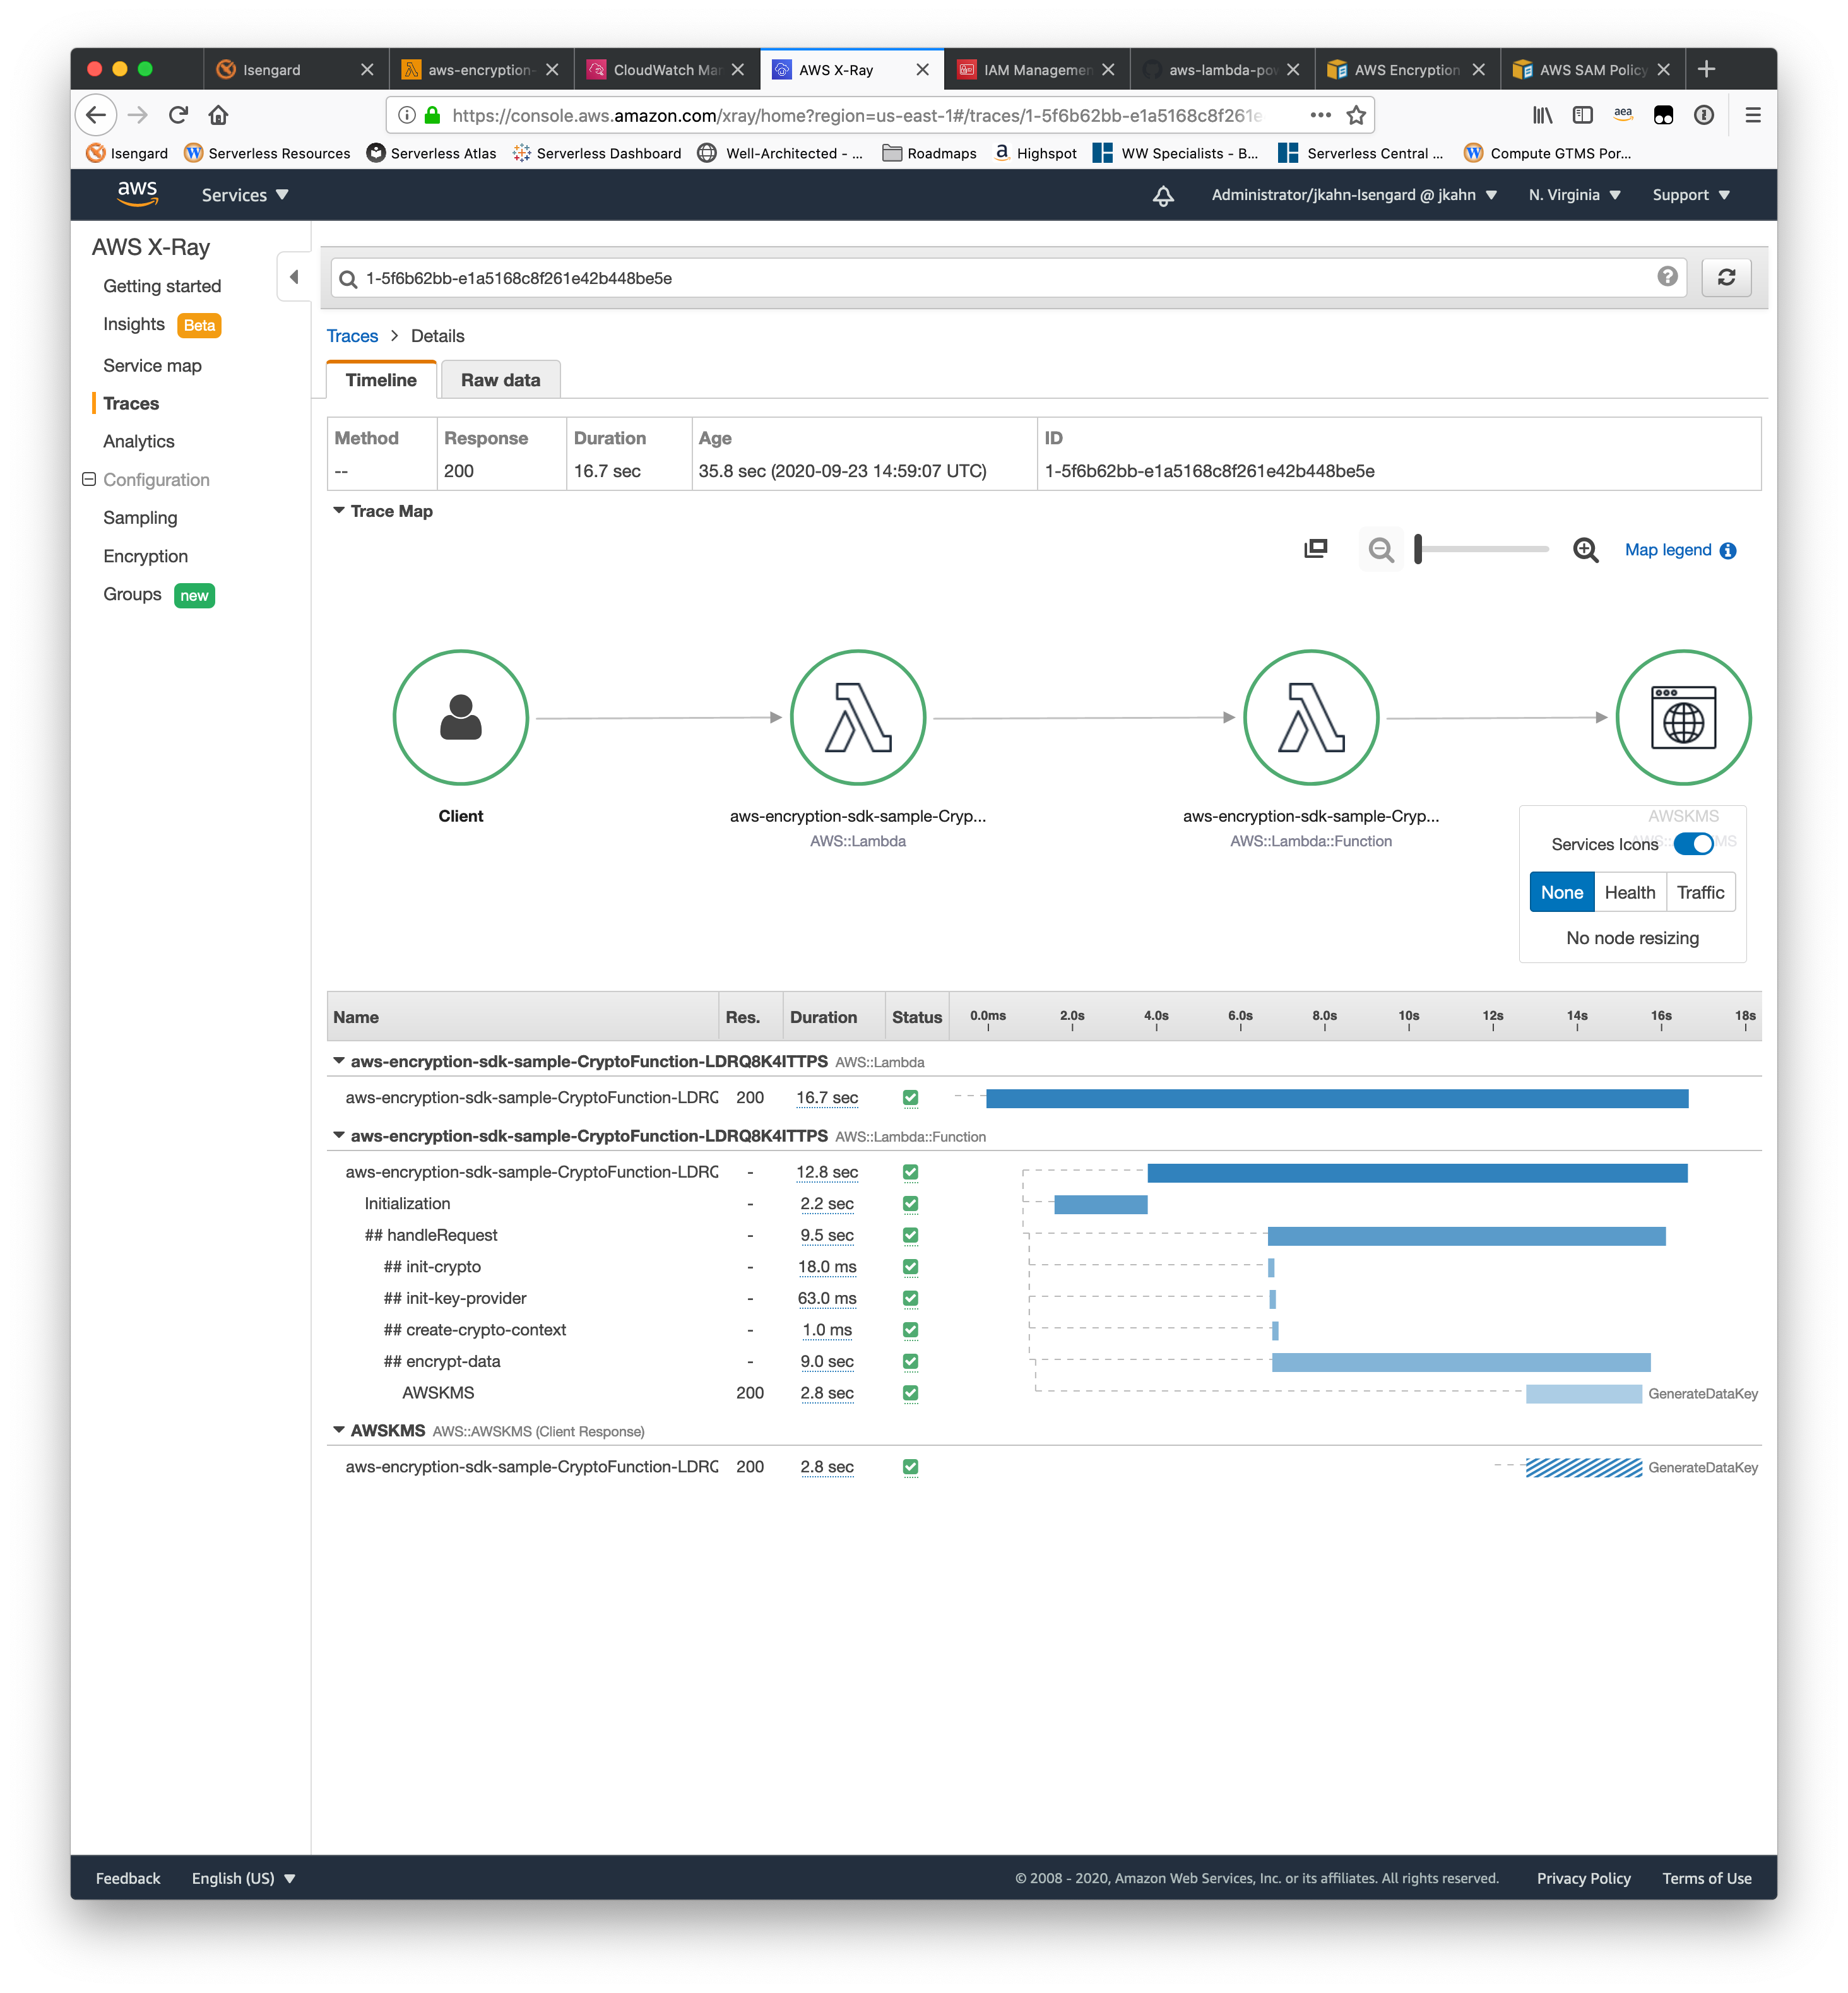 Isengard
aws-encryption-
CloudWatch Mar
AWS X-Ray
IAM Managemen
aws-lambda-pow
AWS Encryption
AWS SAM Policy
https://console.aws.amazon.com/xray/home?region=us-east-1#/traces/1-5f6b62bb-e1a5168c8f261e
aea
Isengard
Serverless Resources
Serverless Atlas
Serverless Dashboard
Well-Architected - ...
Roadmaps
a Highspot
WW Specialists - B...
Serverless Central ...
Compute GTMS Por...
aws
Services
Administrator/jkahn-Isengard @ jkahn
N. Virginia
Support
AWS X-Ray
Getting started
Insights Beta
Service map
Traces
Analytics
Configuration
Sampling
Encryption
Groups new
1-5f6b62bb-e1a5168c8f261e42b448be5e
Traces > Details
Timeline Raw data
Method Response Duration Age ID
-- 200 16.7 sec 35.8 sec (2020-09-23 14:59:07 UTC) 1-5f6b62bb-e1a5168c8f261e42b448be5e
Trace Map
Map legend
Client
aws-encryption-sdk-sample-Cryp...
AWS::Lambda
aws-encryption-sdk-sample-Cryp...
AWS::Lambda::Function
AWSKMS
Services Icons
None Health Traffic
No node resizing
Name Res. Duration Status 0.0ms 2.0s 4.0s 6.0s 8.0s 10s 12s 14s 16s 18s
aws-encryption-sdk-sample-CryptoFunction-LDRQ8K4ITTPS AWS::Lambda
aws-encryption-sdk-sample-CryptoFunction-LDRQ 200 16.7 sec
aws-encryption-sdk-sample-CryptoFunction-LDRQ8K4ITTPS AWS::Lambda::Function
aws-encryption-sdk-sample-CryptoFunction-LDRQ - 12.8 sec
Initialization - 2.2 sec
## handleRequest - 9.5 sec
## init-crypto - 18.0 ms
## init-key-provider - 63.0 ms
## create-crypto-context - 1.0 ms
## encrypt-data - 9.0 sec
AWSKMS 200 2.8 sec GenerateDataKey
AWSKMS AWS::AWSKMS (Client Response)
aws-encryption-sdk-sample-CryptoFunction-LDRQ 200 2.8 sec GenerateDataKey
Feedback
English (US)
© 2008 - 2020, Amazon Web Services, Inc. or its affiliates. All rights reserved.
Privacy Policy
Terms of Use